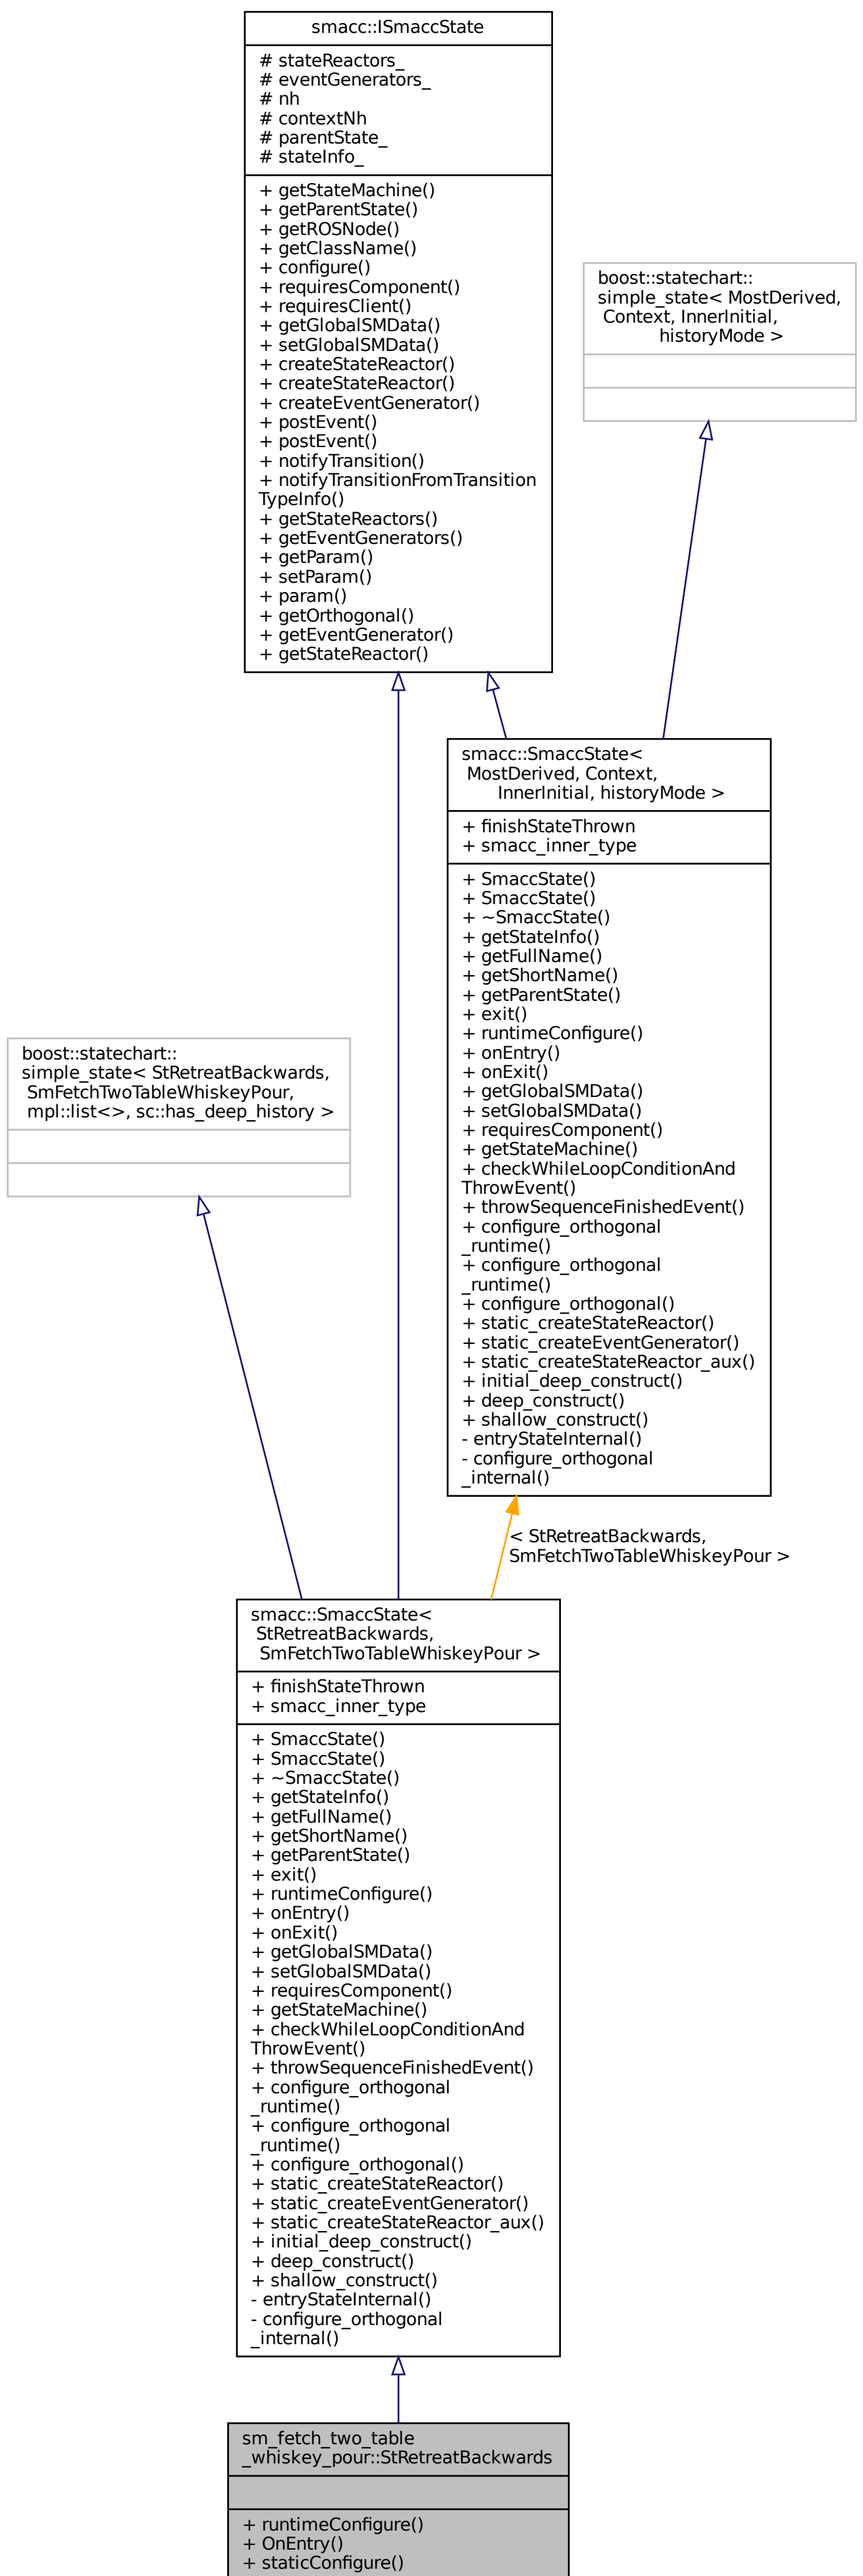 smacc::ISmaccState
# stateReactors_
# eventGenerators_
# nh
# contextNh
# parentState_
# stateInfo_
+ getStateMachine()
+ getParentState()
+ getROSNode()
+ getClassName()
+ configure()
+ requiresComponent()
+ requiresClient()
+ getGlobalSMData()
+ setGlobalSMData()
+ createStateReactor()
+ createStateReactor()
+ createEventGenerator()
+ postEvent()
+ postEvent()
+ notifyTransition()
+ notifyTransitionFromTransition
TypeInfo()
+ getStateReactors()
+ getEventGenerators()
+ getParam()
+ setParam()
+ param()
+ getOrthogonal()
+ getEventGenerator()
+ getStateReactor()
boost::statechart::
simple_state< MostDerived,
Context, InnerInitial,
historyMode >
smacc::SmaccState<
MostDerived, Context,
InnerInitial, historyMode >
+ finishStateThrown
+ smacc_inner_type
+ SmaccState()
+ SmaccState()
+ ~SmaccState()
+ getStateInfo()
+ getFullName()
+ getShortName()
+ getParentState()
+ exit()
+ runtimeConfigure()
+ onEntry()
+ onExit()
+ getGlobalSMData()
+ setGlobalSMData()
+ requiresComponent()
+ getStateMachine()
+ checkWhileLoopConditionAnd
ThrowEvent()
+ throwSequenceFinishedEvent()
+ configure_orthogonal
_runtime()
+ configure_orthogonal
_runtime()
+ configure_orthogonal()
+ static_createStateReactor()
+ static_createEventGenerator()
+ static_createStateReactor_aux()
+ initial_deep_construct()
+ deep_construct()
+ shallow_construct()
- entryStateInternal()
- configure_orthogonal
_internal()
boost::statechart::
simple_state< StRetreatBackwards,
SmFetchTwoTableWhiskeyPour,
mpl::list<>, sc::has_deep_history >
< StRetreatBackwards,
SmFetchTwoTableWhiskeyPour >
smacc::SmaccState<
StRetreatBackwards,
SmFetchTwoTableWhiskeyPour >
+ finishStateThrown
+ smacc_inner_type
+ SmaccState()
+ SmaccState()
+ ~SmaccState()
+ getStateInfo()
+ getFullName()
+ getShortName()
+ getParentState()
+ exit()
+ runtimeConfigure()
+ onEntry()
+ onExit()
+ getGlobalSMData()
+ setGlobalSMData()
+ requiresComponent()
+ getStateMachine()
+ checkWhileLoopConditionAnd
ThrowEvent()
+ throwSequenceFinishedEvent()
+ configure_orthogonal
_runtime()
+ configure_orthogonal
_runtime()
+ configure_orthogonal()
+ static_createStateReactor()
+ static_createEventGenerator()
+ static_createStateReactor_aux()
+ initial_deep_construct()
+ deep_construct()
+ shallow_construct()
- entryStateInternal()
- configure_orthogonal
_internal()
sm_fetch_two_table
_whiskey_pour::StRetreatBackwards
+ runtimeConfigure()
+ OnEntry()
+ staticConfigure()